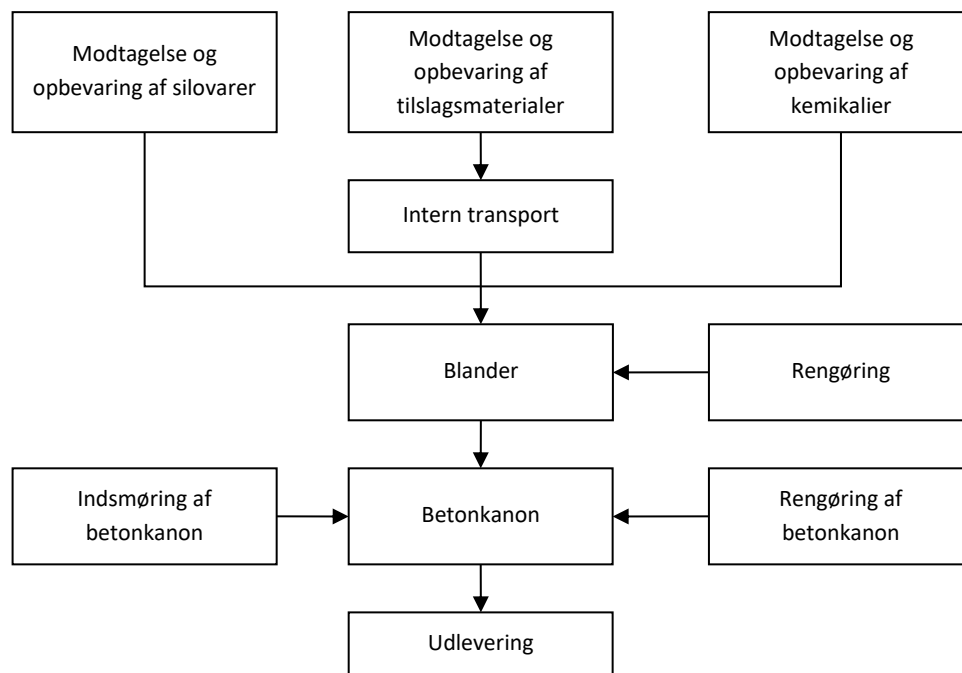 Modtagelse og
opbevaring af silovarer
Modtagelse og
opbevaring af
tilslagsmaterialer
Modtagelse og
opbevaring af
kemikalier
Intern transport
Blander
Rengøring
Indsmøring af
betonkanon
Betonkanon
Rengøring af
betonkanon
Udlevering